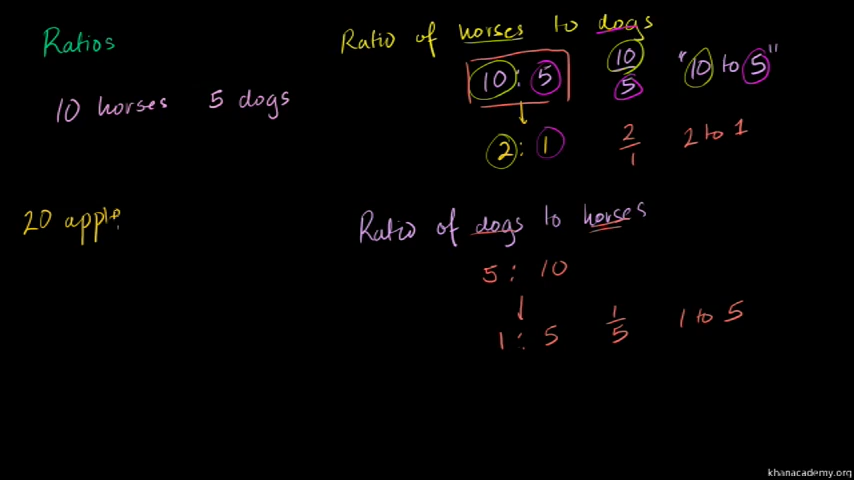 Ratios
10 horses 5 dogs
20 apple
Ratio of horses to dogs
10 : 5 10/5 "10 to 5"
2 : 1 2/1 2 to 1
Ratio of dogs to horses
5 : 10
1 : 5 1/5 1 to 5
khanacademy.org